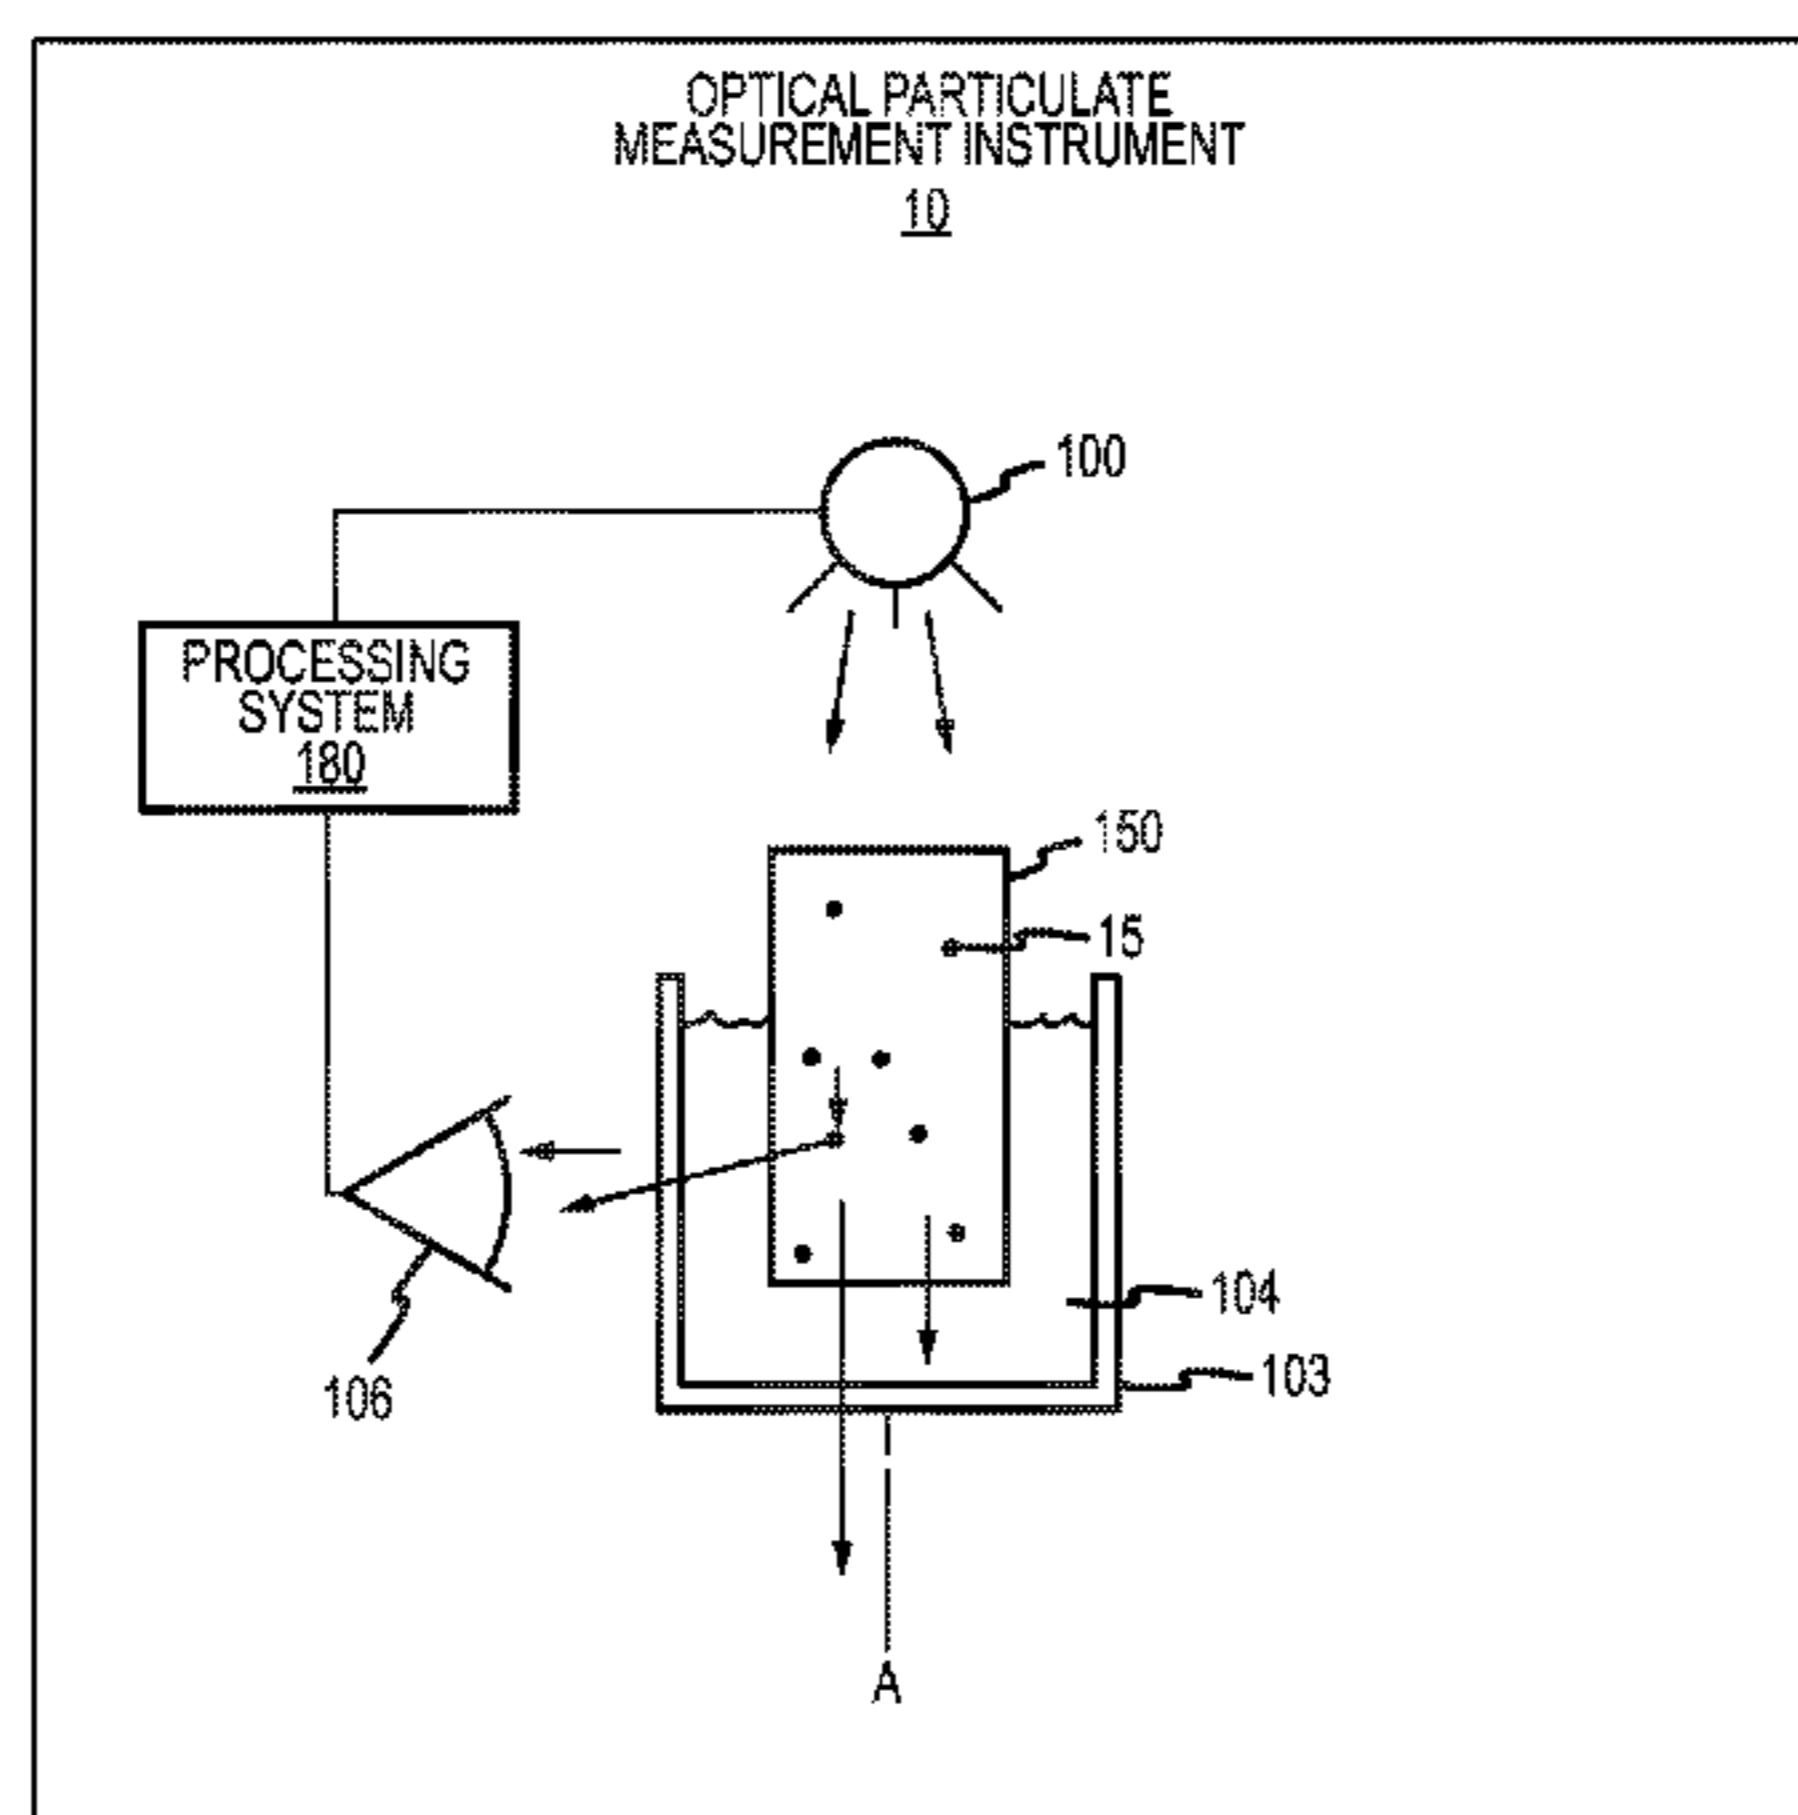 OPTICAL PARTICULATE
MEASUREMENT INSTRUMENT
10
100
PROCESSING
SYSTEM
180
150
15
104
103
106
A